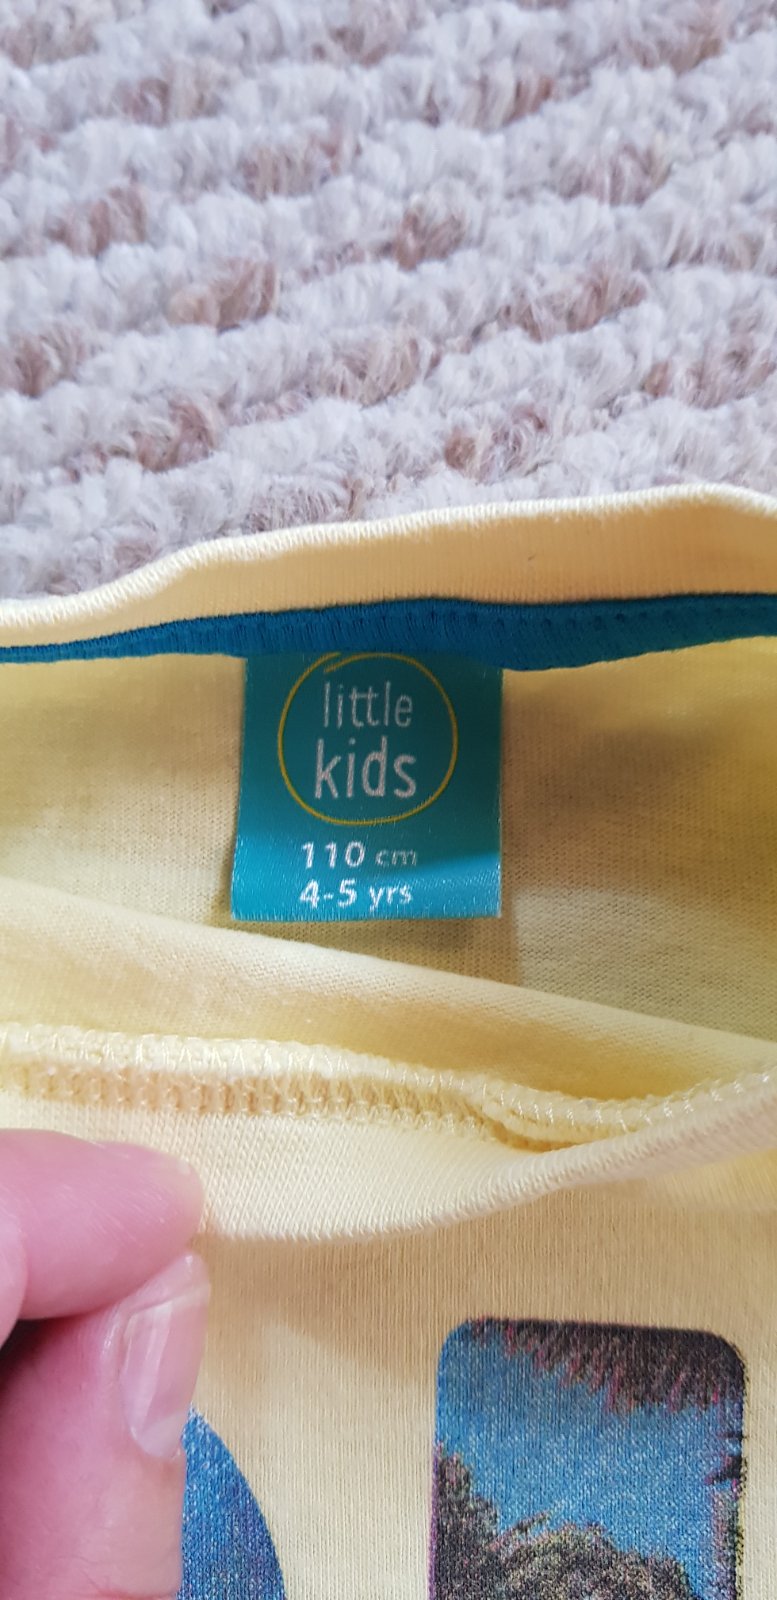 little
kids
110 cm
4-5 yrs